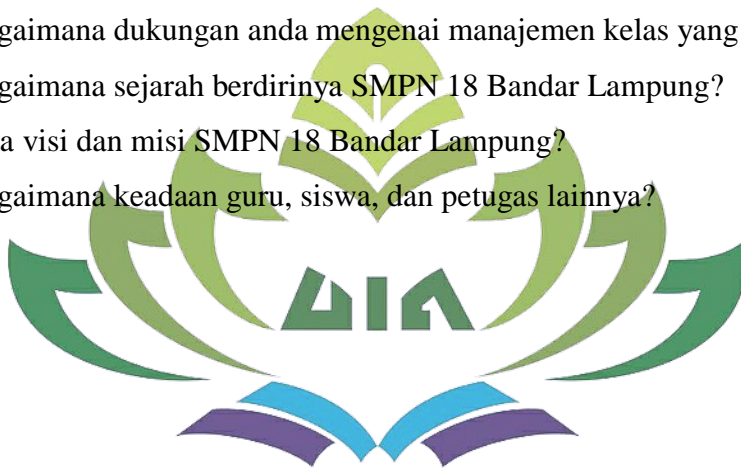 gaimana dukungan anda mengenai manajemen kelas yang
gaimana sejarah berdirinya SMPN 18 Bandar Lampung?
a visi dan misi SMPN 18 Bandar Lampung?
gaimana keadaan guru, siswa, dan petugas lainnya?
UIN